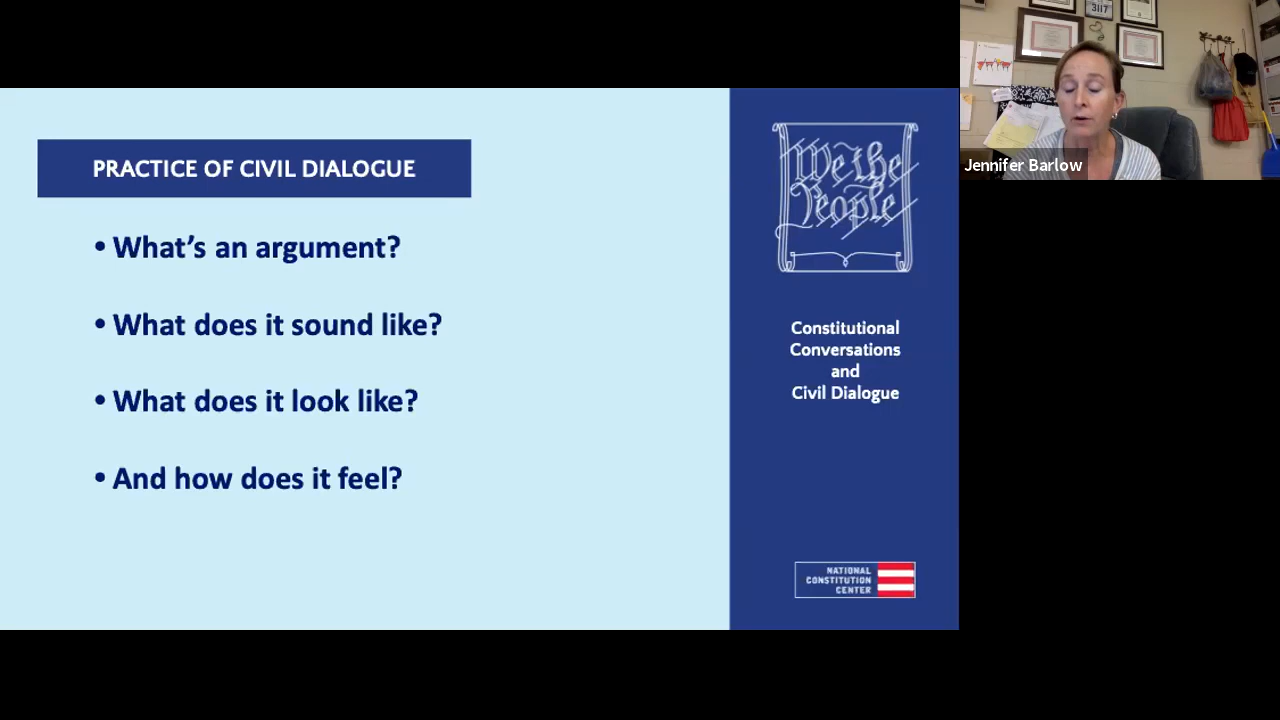 PRACTICE OF CIVIL DIALOGUE
• What's an argument?
• What does it sound like?
• What does it look like?
• And how does it feel?
We the
People
Constitutional
Conversations
and
Civil Dialogue
NATIONAL
CONSTITUTION
CENTER
3117
Jennifer Barlow